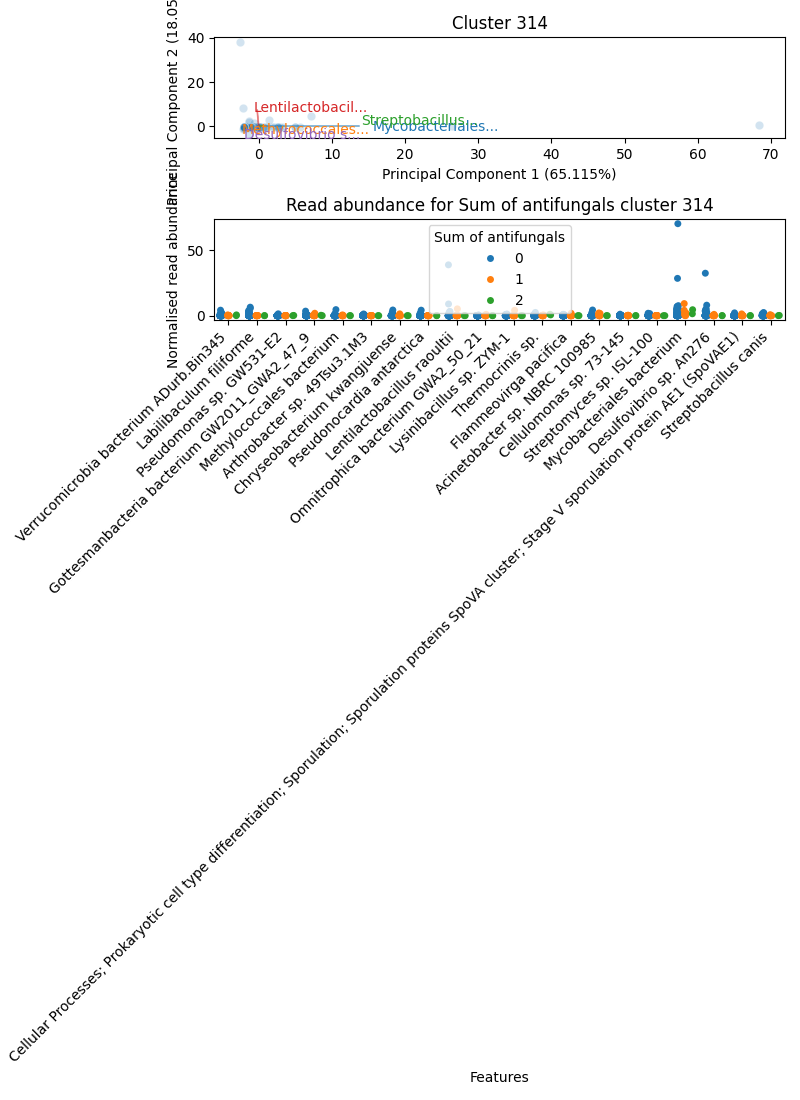 Cluster 314
Principal Component 2 (18.05
40
20
0
Lentilactobacil...
Streptobacillus...
Mycobacteriales...
Methylococcales...
Desulfovibrio s...
0
10
20
30
40
50
60
70
Principal Component 1 (65.115%)
Read abundance for Sum of antifungals cluster 314
Normalised read abundance
50
0
Sum of antifungals
0
1
2
Verrucomicrobia bacterium ADurb.Bin345
Labilibaculum filiforme
Pseudomonas sp. GW531-E2
Gottesmanbacteria bacterium GW2011_GWA2_47_9
Methylococcales bacterium
Arthrobacter sp. 49Tsu3.1M3
Chryseobacterium kwangjuense
Pseudonocardia antarctica
Lentilactobacillus raoultii
Omnitrophica bacterium GWA2_50_21
Lysinibacillus sp. ZYM-1
Thermocrinis sp.
Flammeovirga pacifica
Acinetobacter sp. NBRC 100985
Cellulomonas sp. 73-145
Streptomyces sp. ISL-100
Mycobacteriales bacterium
Desulfovibrio sp. An276
Cellular Processes; Prokaryotic cell type differentiation; Sporulation; Sporulation proteins SpoVA cluster; Stage V sporulation protein AE1 (SpoVAE1)
Streptobacillus canis
Features